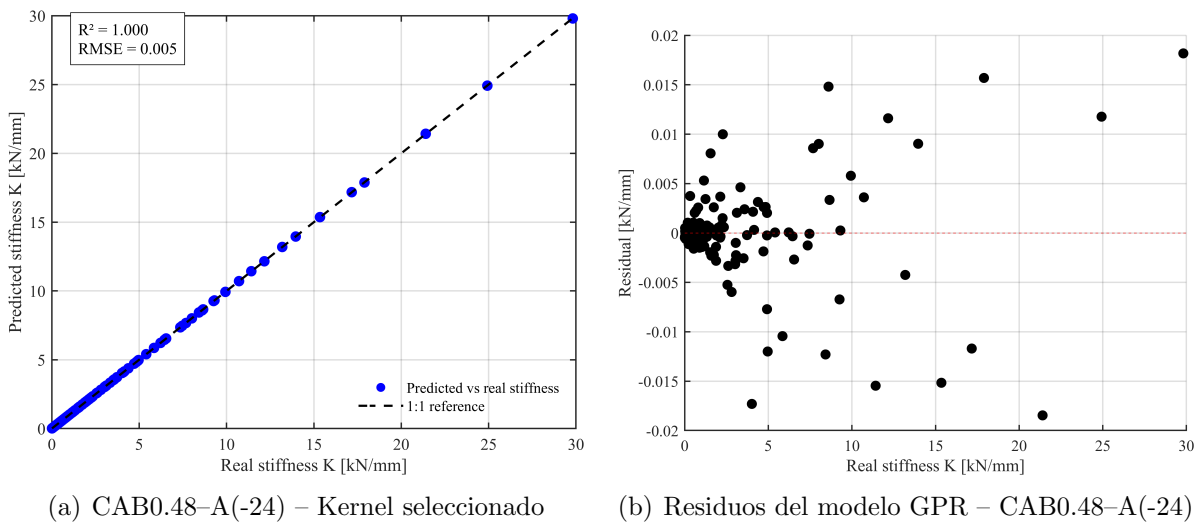 R² = 1.000
RMSE = 0.005
30
25
20
15
10
5
0
Predicted stiffness K [kN/mm]
Predicted vs real stiffness
1:1 reference
0 5 10 15 20 25 30
Real stiffness K [kN/mm]
(a) CAB0.48–A(-24) – Kernel seleccionado
0.02
0.015
0.01
0.005
0
-0.005
-0.01
-0.015
-0.02
Residual [kN/mm]
0 5 10 15 20 25 30
Real stiffness K [kN/mm]
(b) Residuos del modelo GPR – CAB0.48–A(-24)